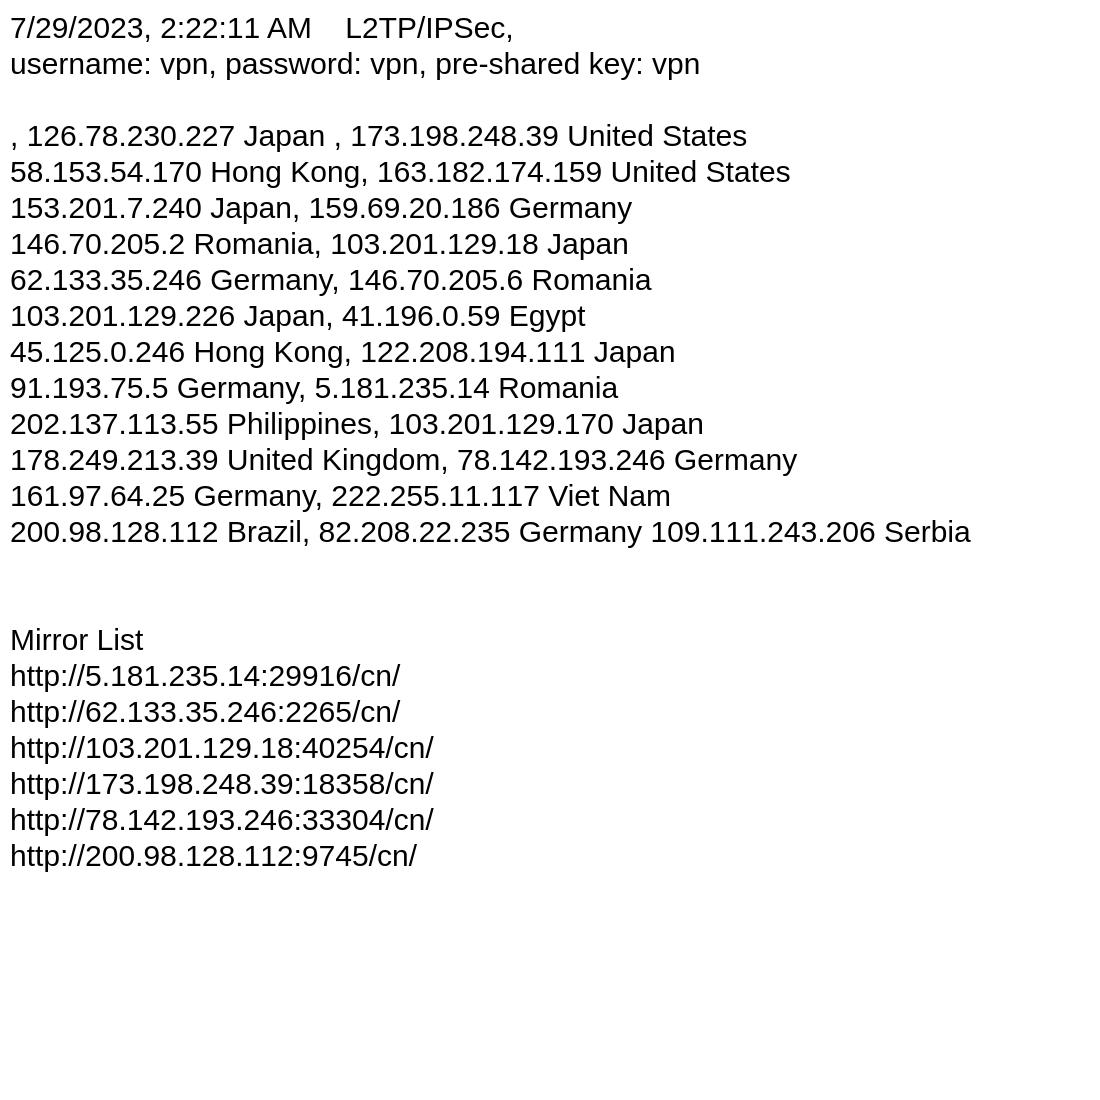 7/29/2023, 2:22:11 AM    L2TP/IPSec,
username: vpn, password: vpn, pre-shared key: vpn
, 126.78.230.227 Japan , 173.198.248.39 United States
58.153.54.170 Hong Kong, 163.182.174.159 United States
153.201.7.240 Japan, 159.69.20.186 Germany
146.70.205.2 Romania, 103.201.129.18 Japan
62.133.35.246 Germany, 146.70.205.6 Romania
103.201.129.226 Japan, 41.196.0.59 Egypt
45.125.0.246 Hong Kong, 122.208.194.111 Japan
91.193.75.5 Germany, 5.181.235.14 Romania
202.137.113.55 Philippines, 103.201.129.170 Japan
178.249.213.39 United Kingdom, 78.142.193.246 Germany
161.97.64.25 Germany, 222.255.11.117 Viet Nam
200.98.128.112 Brazil, 82.208.22.235 Germany 109.111.243.206 Serbia
Mirror List
http://5.181.235.14:29916/cn/
http://62.133.35.246:2265/cn/
http://103.201.129.18:40254/cn/
http://173.198.248.39:18358/cn/
http://78.142.193.246:33304/cn/
http://200.98.128.112:9745/cn/